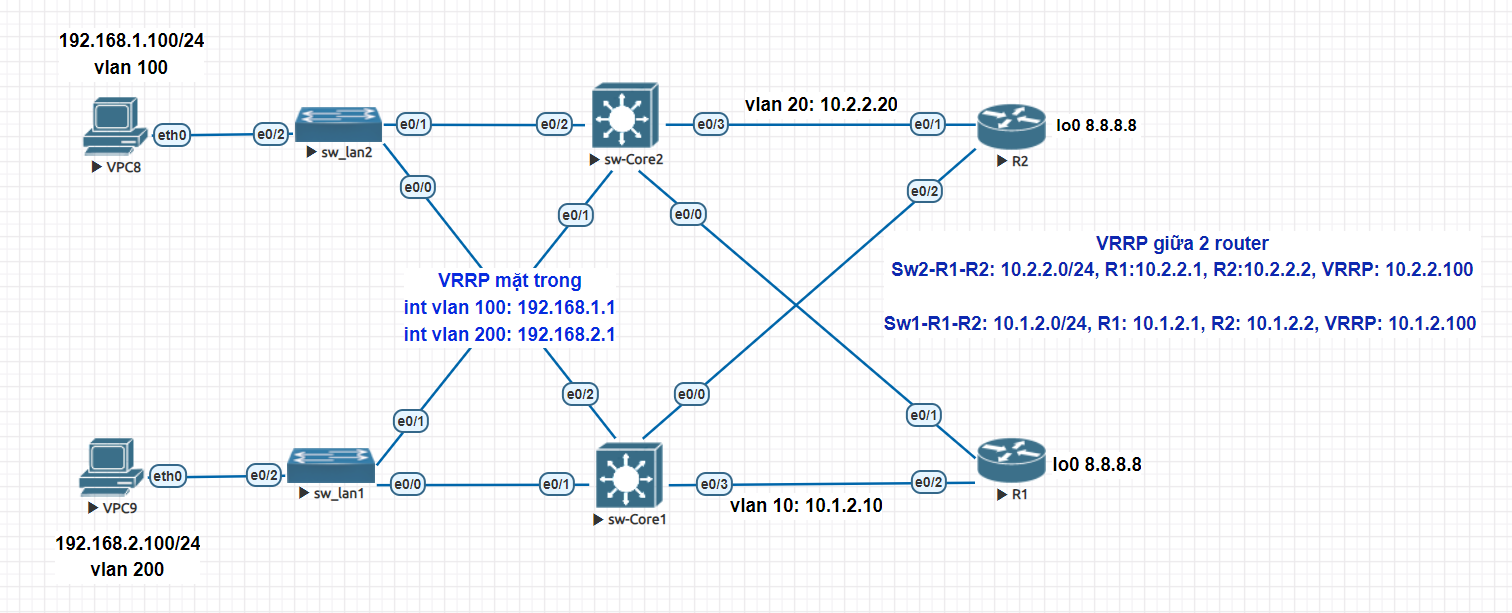 192.168.1.100/24
vlan 100
eth0
VPC8
e0/2
sw_lan2
e0/1
e0/0
e0/2
sw-Core2
e0/3
e0/1
e0/0
vlan 20: 10.2.2.20
e0/1
e0/2
R2
lo0 8.8.8.8
VRRP mặt trong
int vlan 100: 192.168.1.1
int vlan 200: 192.168.2.1
VRRP giữa 2 router
Sw2-R1-R2: 10.2.2.0/24, R1:10.2.2.1, R2:10.2.2.2, VRRP: 10.2.2.100
Sw1-R1-R2: 10.1.2.0/24, R1: 10.1.2.1, R2: 10.1.2.2, VRRP: 10.1.2.100
eth0
VPC9
192.168.2.100/24
vlan 200
e0/2
sw_lan1
e0/1
e0/0
e0/2
e0/1
sw-Core1
e0/0
e0/3
vlan 10: 10.1.2.10
e0/1
e0/2
R1
lo0 8.8.8.8